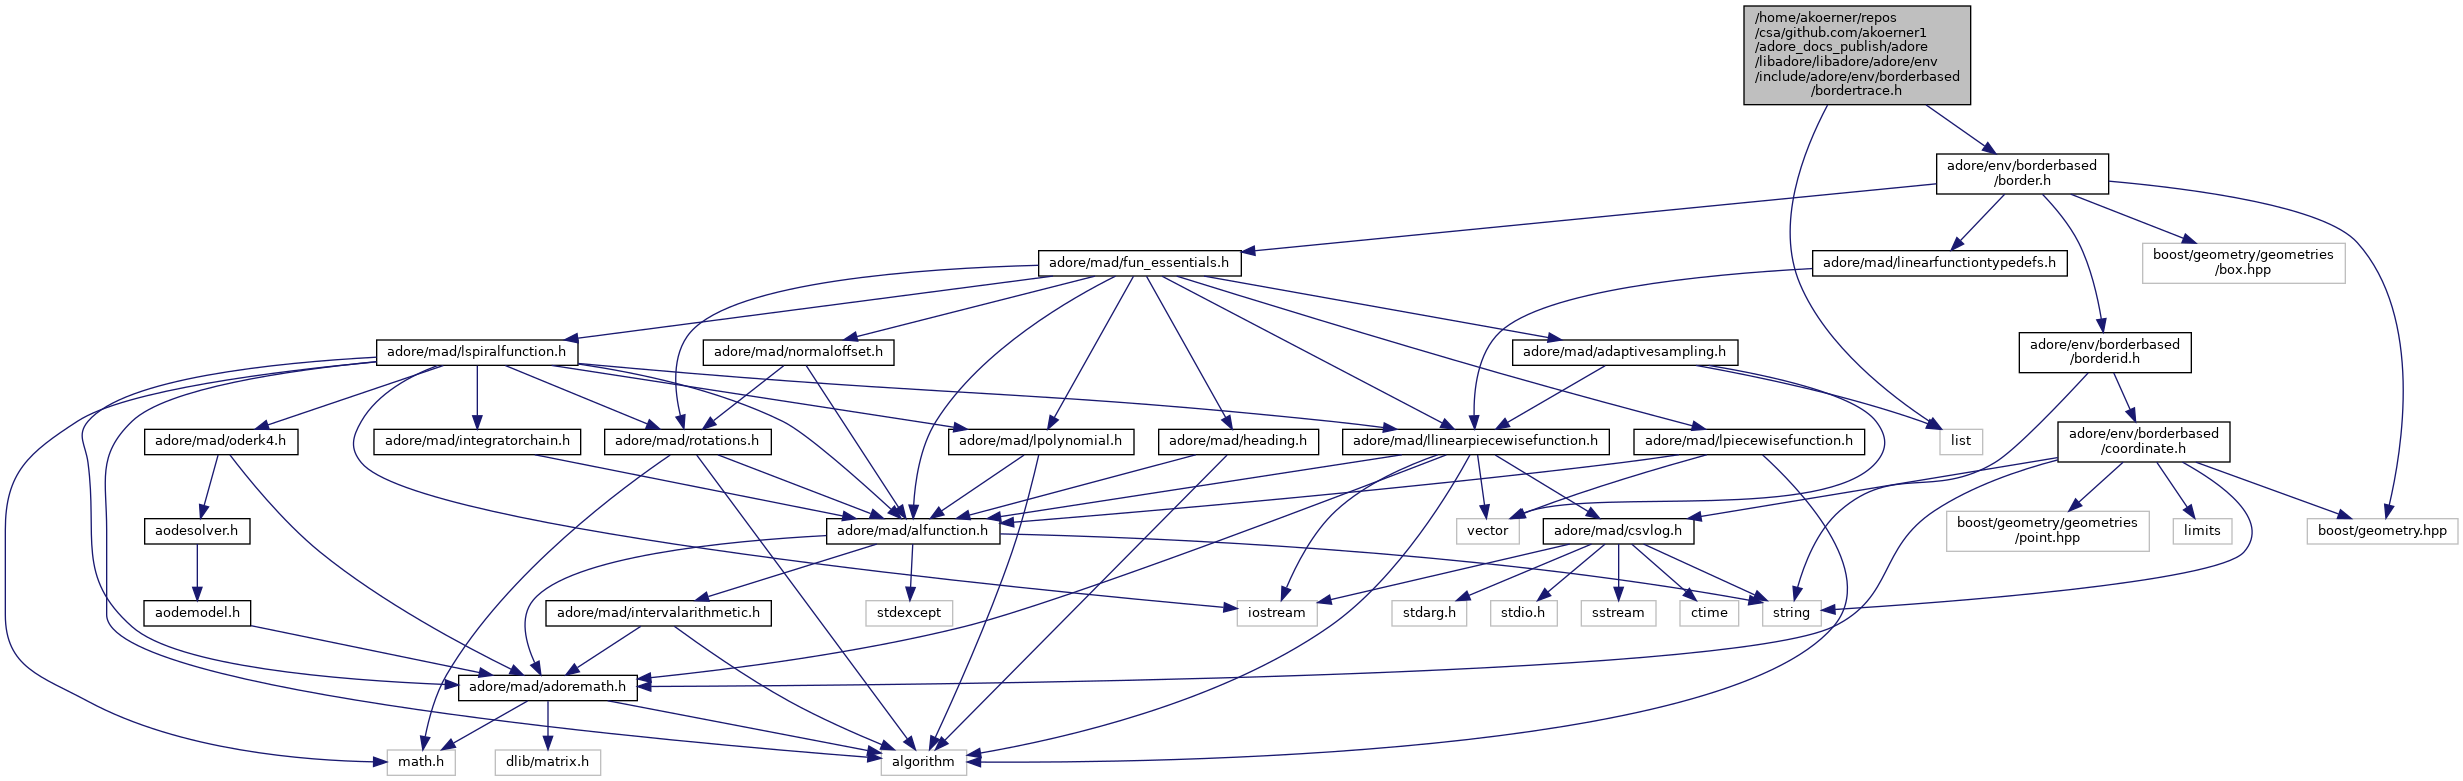 /home/akoerner/repos
/csa/github.com/akoerner1
/adore_docs_publish/adore
/libadore/libadore/adore/env
/include/adore/env/borderbased
/bordertrace.h
adore/env/borderbased
/border.h
adore/mad/fun_essentials.h
adore/mad/linearfunctiontypedefs.h
boost/geometry/geometries
/box.hpp
adore/mad/lspiralfunction.h
adore/mad/normaloffset.h
adore/mad/adaptivesampling.h
adore/env/borderbased
/borderid.h
adore/mad/oderk4.h
adore/mad/integratorchain.h
adore/mad/rotations.h
adore/mad/lpolynomial.h
adore/mad/heading.h
adore/mad/llinearpiecewisefunction.h
adore/mad/lpiecewisefunction.h
list
adore/env/borderbased
/coordinate.h
aodesolver.h
adore/mad/alfunction.h
vector
adore/mad/csvlog.h
boost/geometry/geometries
/point.hpp
limits
boost/geometry.hpp
aodemodel.h
adore/mad/intervalarithmetic.h
stdexcept
iostream
stdarg.h
stdio.h
sstream
ctime
string
adore/mad/adoremath.h
math.h
dlib/matrix.h
algorithm